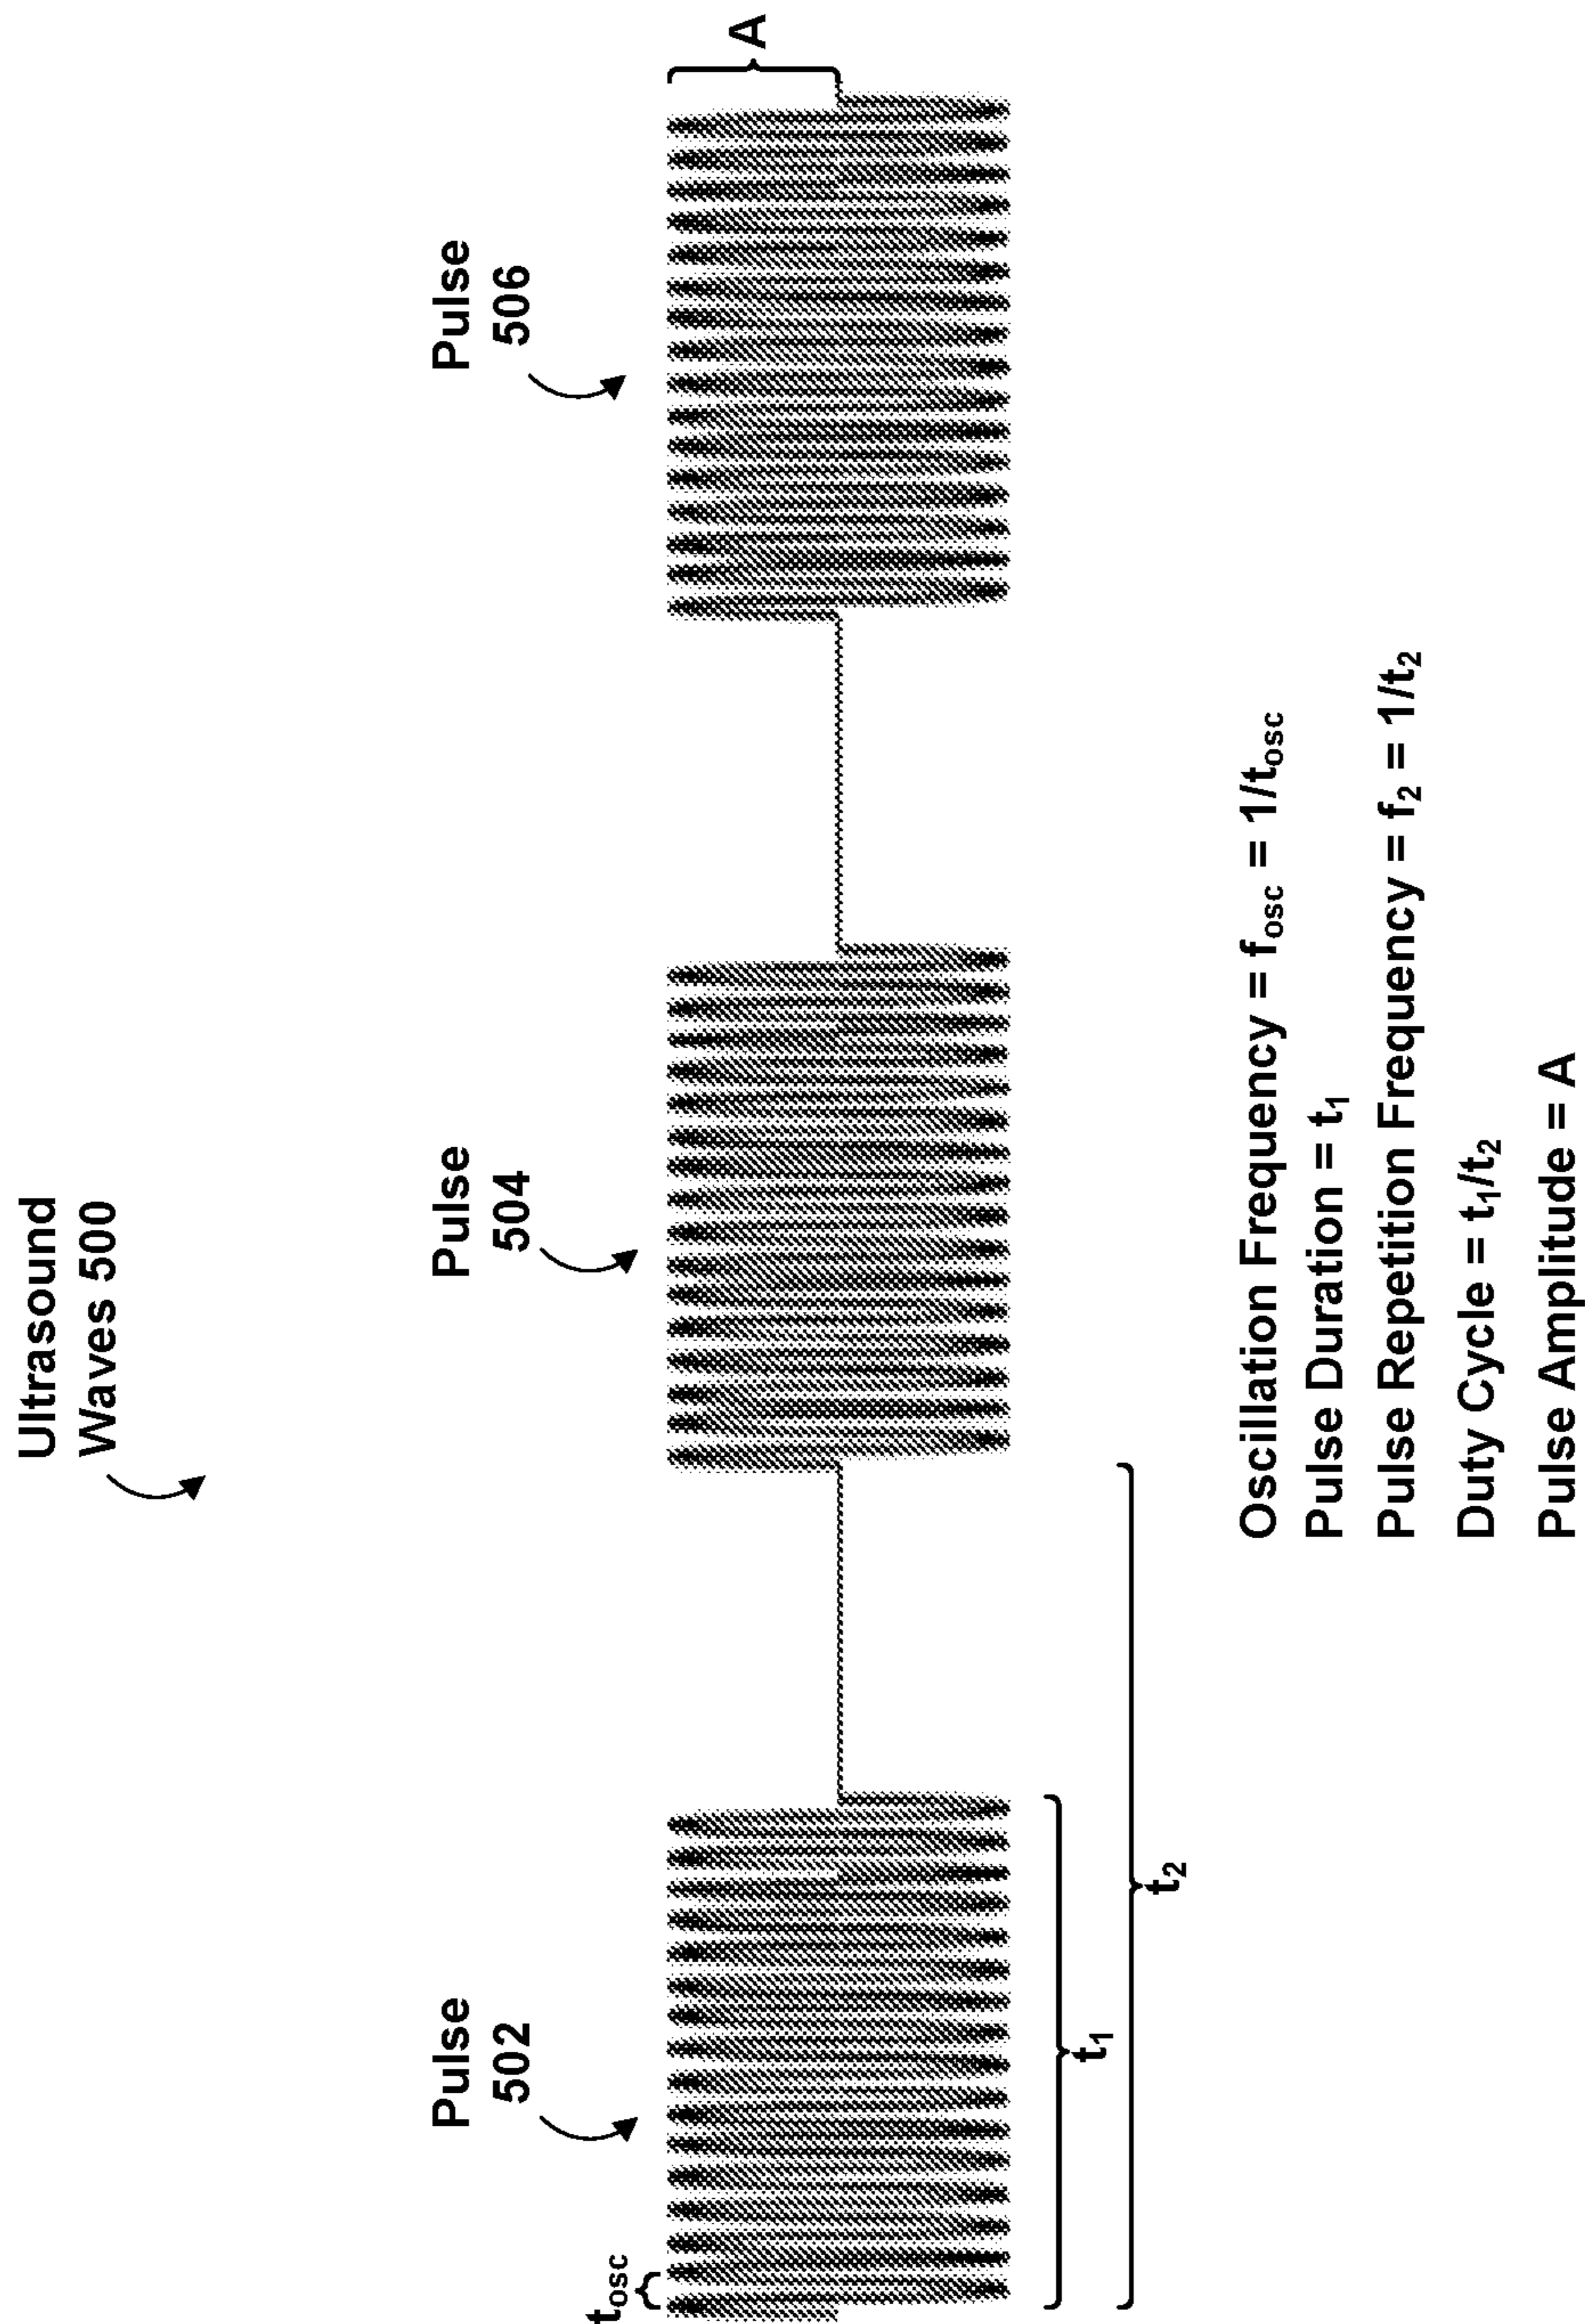 Ultrasound
Waves 500
Pulse
502
Pulse
504
Pulse
506
tosc
A
t1
t2
Oscillation Frequency = fosc = 1/tosc
Pulse Duration = t1
Pulse Repetition Frequency = f2 = 1/t2
Duty Cycle = t1/t2
Pulse Amplitude = A